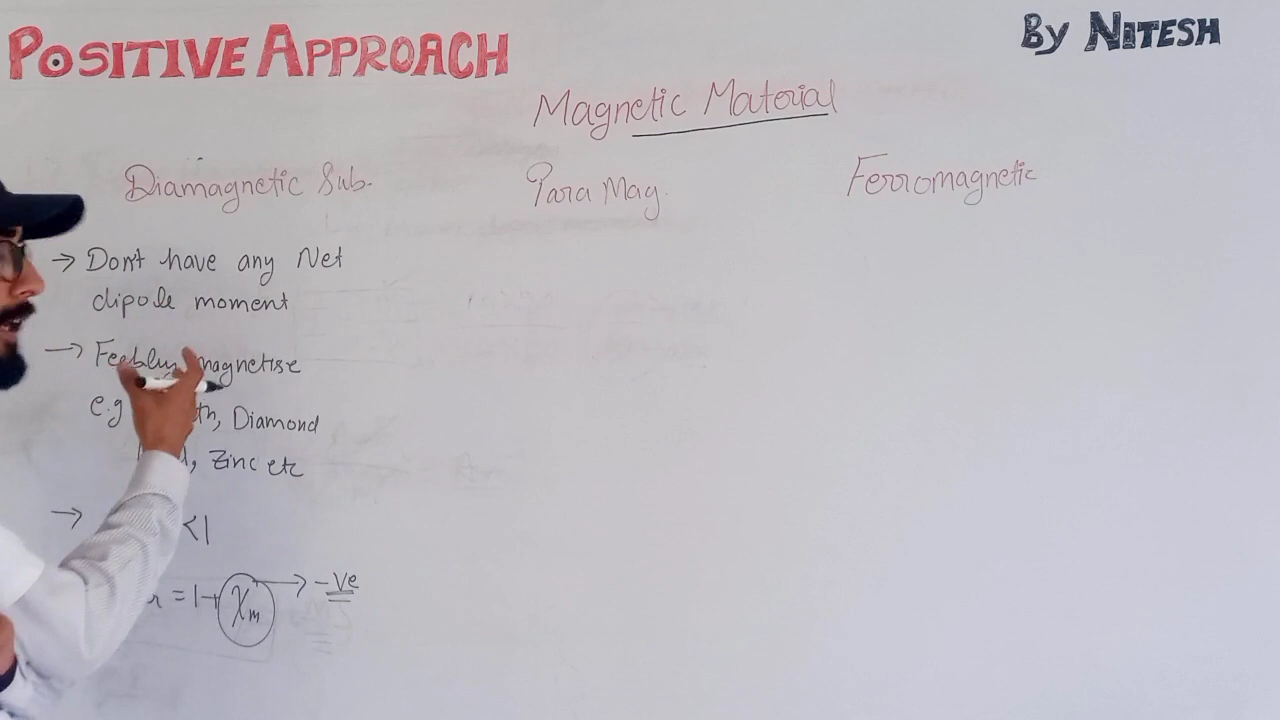 POSITIVE APPROACH
By NITESH
Magnetic Material
Diamagnetic Sub.
Para Mag.
Ferromagnetic
→ Don't have any Net
dipole moment
→ Feebly magnetise
e.g , Diamond
, Zinc etc
→ <1
= 1+ χm → -ve